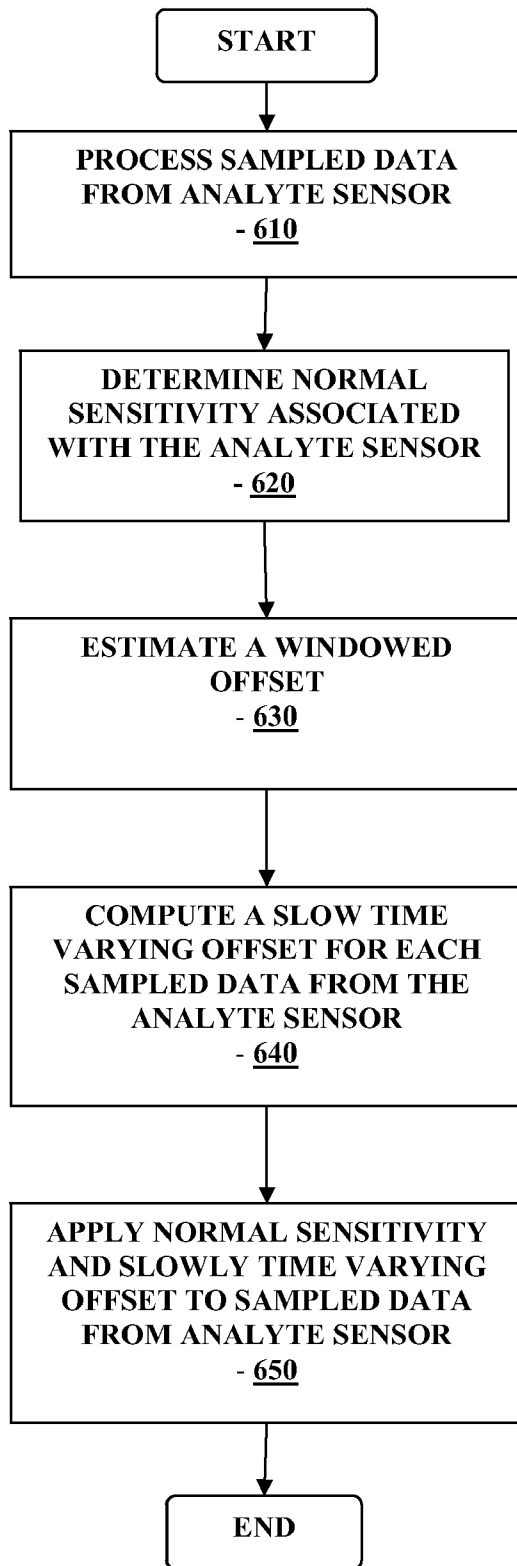 START
PROCESS SAMPLED DATA
FROM ANALYTE SENSOR
- 610
DETERMINE NORMAL
SENSITIVITY ASSOCIATED
WITH THE ANALYTE SENSOR
- 620
ESTIMATE A WINDOWED
OFFSET
- 630
COMPUTE A SLOW TIME
VARYING OFFSET FOR EACH
SAMPLED DATA FROM THE
ANALYTE SENSOR
- 640
APPLY NORMAL SENSITIVITY
AND SLOWLY TIME VARYING
OFFSET TO SAMPLED DATA
FROM ANALYTE SENSOR
- 650
END